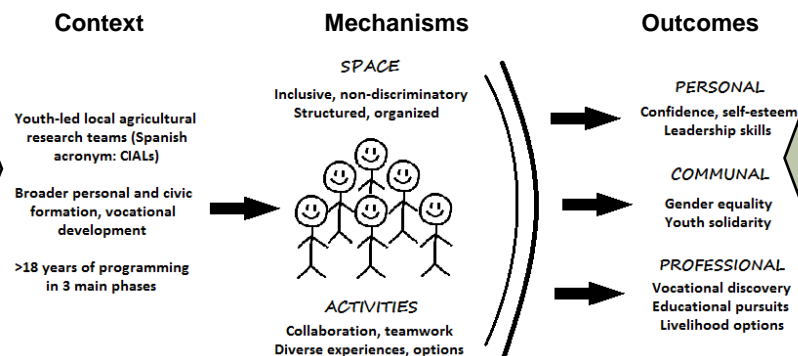 Context
Mechanisms
Outcomes
Youth-led local agricultural
research teams (Spanish
acronym: CIALs)
Broader personal and civic
formation, vocational
development
>18 years of programming
in 3 main phases
SPACE
Inclusive, non-discriminatory
Structured, organized
ACTIVITIES
Collaboration, teamwork
Diverse experiences, options
PERSONAL
Confidence, self-esteem
Leadership skills
COMMUNAL
Gender equality
Youth solidarity
PROFESSIONAL
Vocational discovery
Educational pursuits
Livelihood options